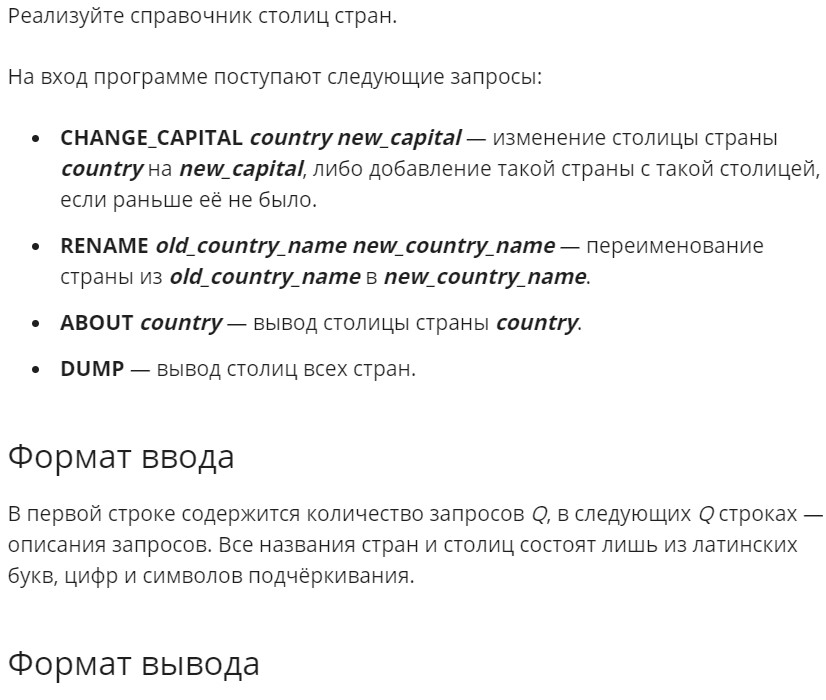 Реализуйте справочник столиц стран.
На вход программе поступают следующие запросы:
• CHANGE_CAPITAL country new_capital — изменение столицы страны
country на new_capital, либо добавление такой страны с такой столицей,
если раньше её не было.
• RENAME old_country_name new_country_name — переименование
страны из old_country_name в new_country_name.
• ABOUT country — вывод столицы страны country.
• DUMP — вывод столиц всех стран.
Формат ввода
В первой строке содержится количество запросов Q, в следующих Q строках —
описания запросов. Все названия стран и столиц состоят лишь из латинских
букв, цифр и символов подчёркивания.
Формат вывода